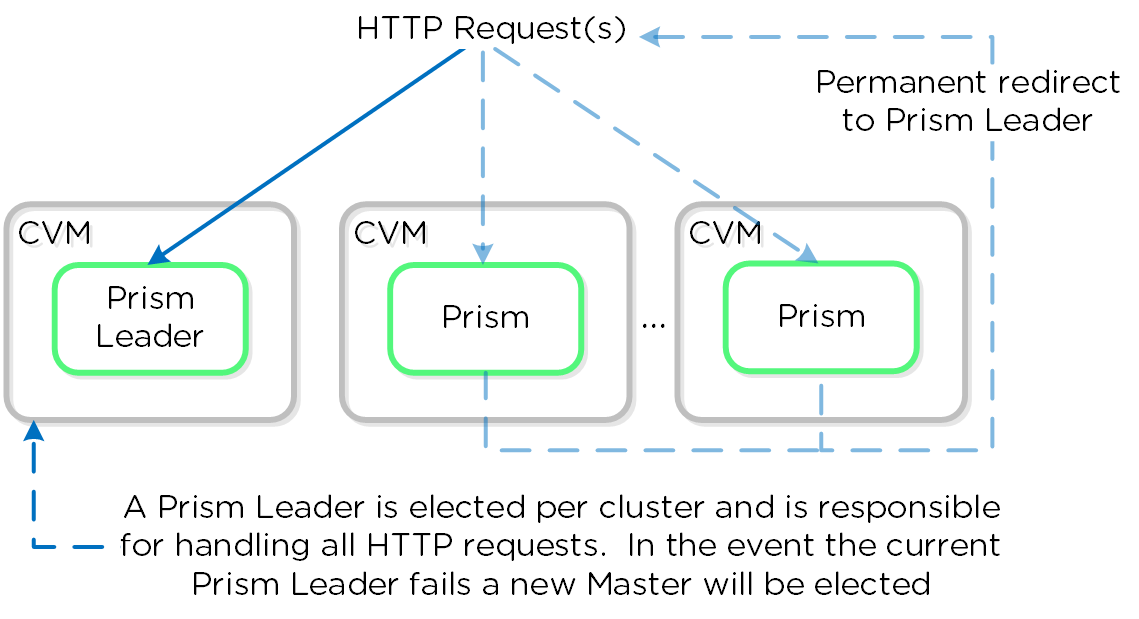 HTTP Request(s)
Permanent redirect
to Prism Leader
CVM
Prism
Leader
CVM
Prism
...
CVM
Prism
A Prism Leader is elected per cluster and is responsible
for handling all HTTP requests. In the event the current
Prism Leader fails a new Master will be elected